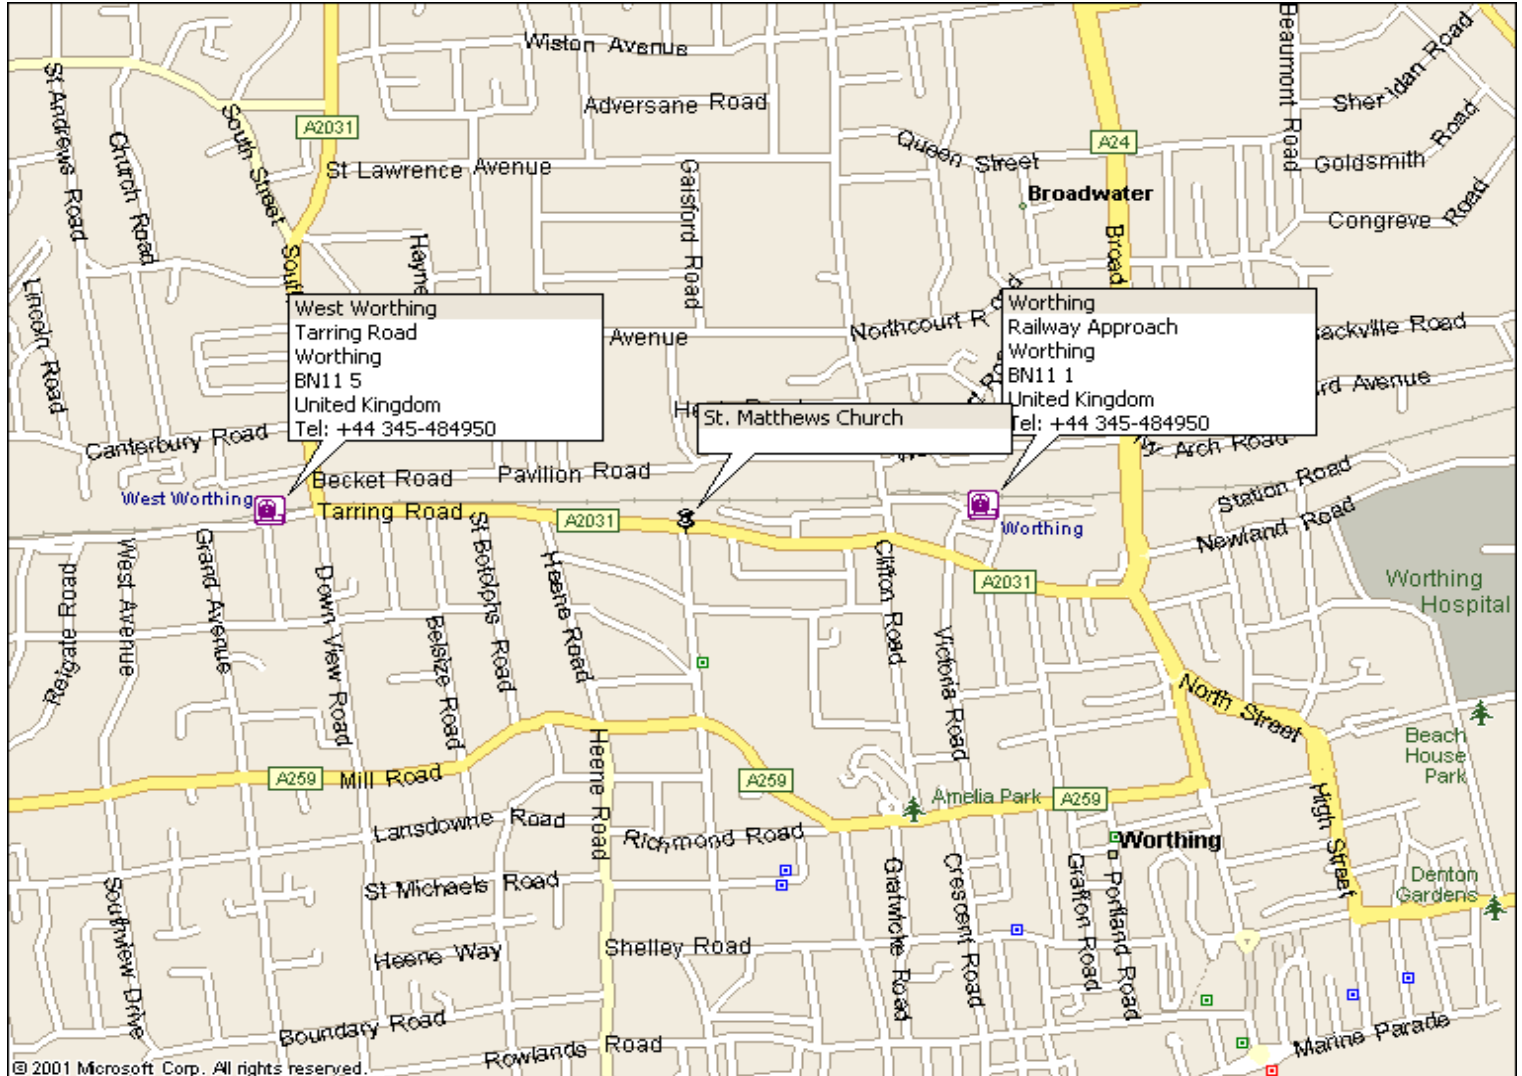 Wiston Avenue
Beaumont Road
Sheridan Road
Adversane Road
St Andrews Road
Church Road
South Street
A2031
A24
St Lawrence Avenue
Gaisford Road
Queen Street
Goldsmith Road
Broadwater
Congreve Road
Broad
Hayne
Sout
Lincoln Road
West Worthing
Tarring Road
Worthing
BN11 5
United Kingdom
Tel: +44 345-484950
Avenue
Northcourt R
Worthing
Railway Approach
Worthing
BN11 1
United Kingdom
Tel: +44 345-484950
ackville Road
rd Avenue
St. Matthews Church
Canterbury Road
Becket Road
Pavilion Road
Arch Road
Station Road
Newland Road
West Worthing
Tarring Road
A2031
Worthing
A2031
Worthing
Hospital
Reigate Road
West Avenue
Grand Avenue
Down View Road
Belsize Road
St Botolphs Road
Heene Road
Clifton Road
Victoria Road
North Street
Beach
House
Park
Heene Road
A259
Mill Road
A259
Amelia Park
A259
High Street
Lansdowne Road
Richmond Road
Worthing
St Michaels Road
Southview Drive
Gratwicke Road
Crescent Road
Grafton Road
Portland Road
Denton
Gardens
Heene Way
Shelley Road
Boundary Road
Rowlands Road
Marine Parade
© 2001 Microsoft Corp. All rights reserved.